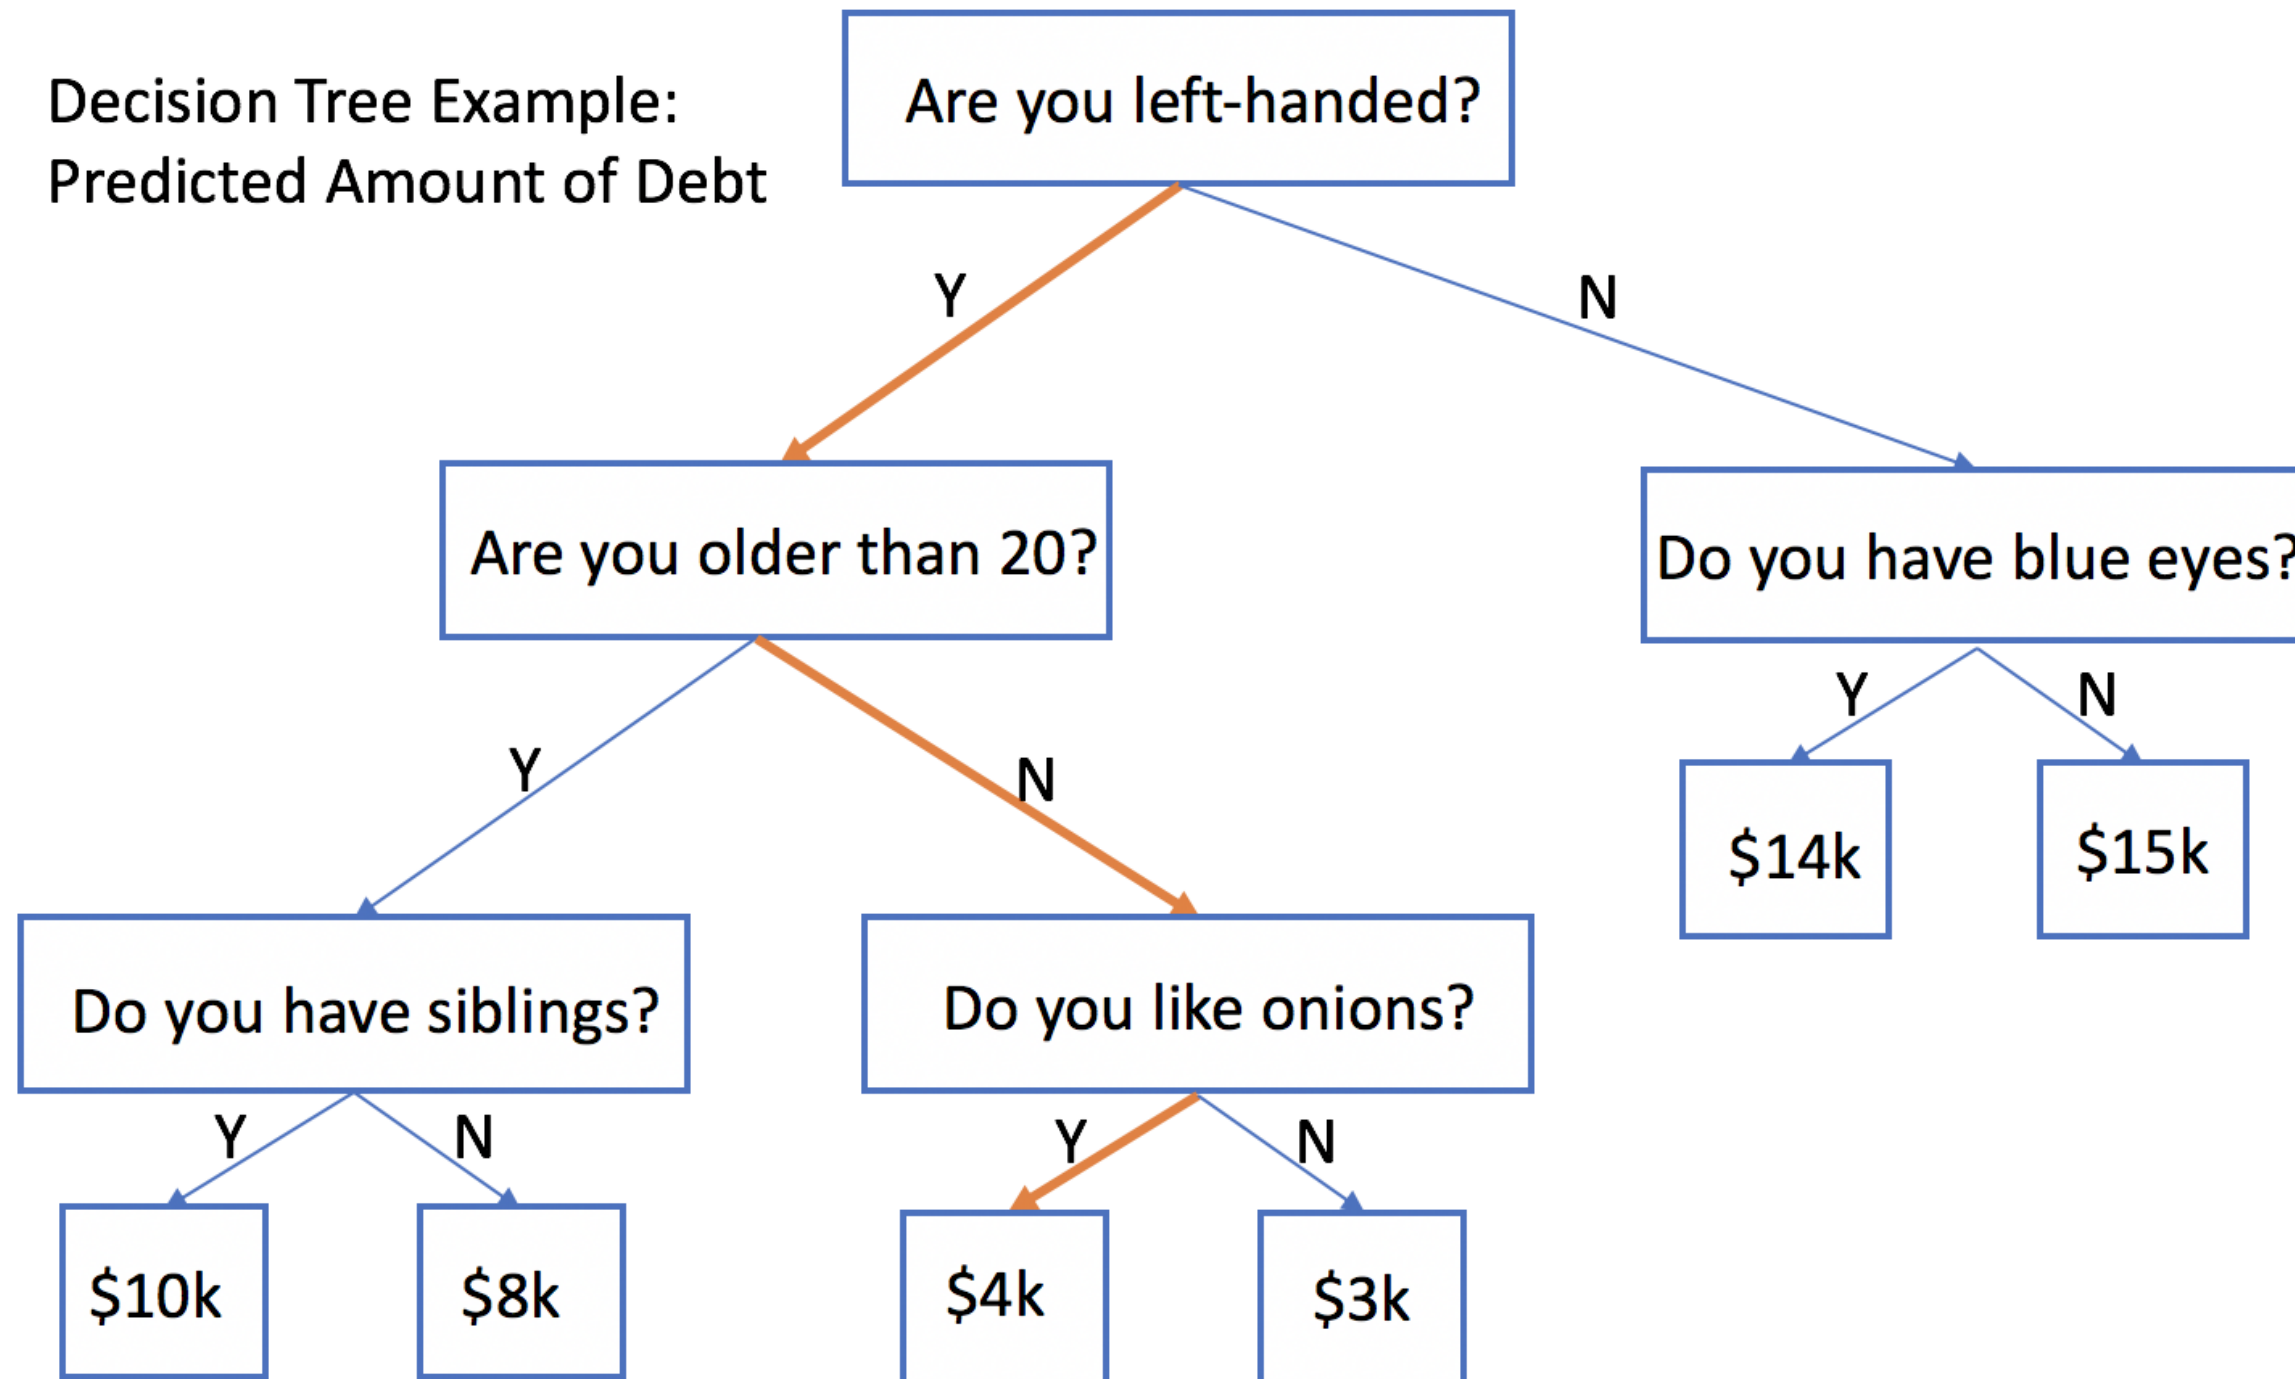 Decision Tree Example:
Predicted Amount of Debt
Are you left-handed?
Y
N
Are you older than 20?
Do you have blue eyes?
Y
N
Y
N
$14k
$15k
Do you have siblings?
Do you like onions?
Y
N
Y
N
$10k
$8k
$4k
$3k